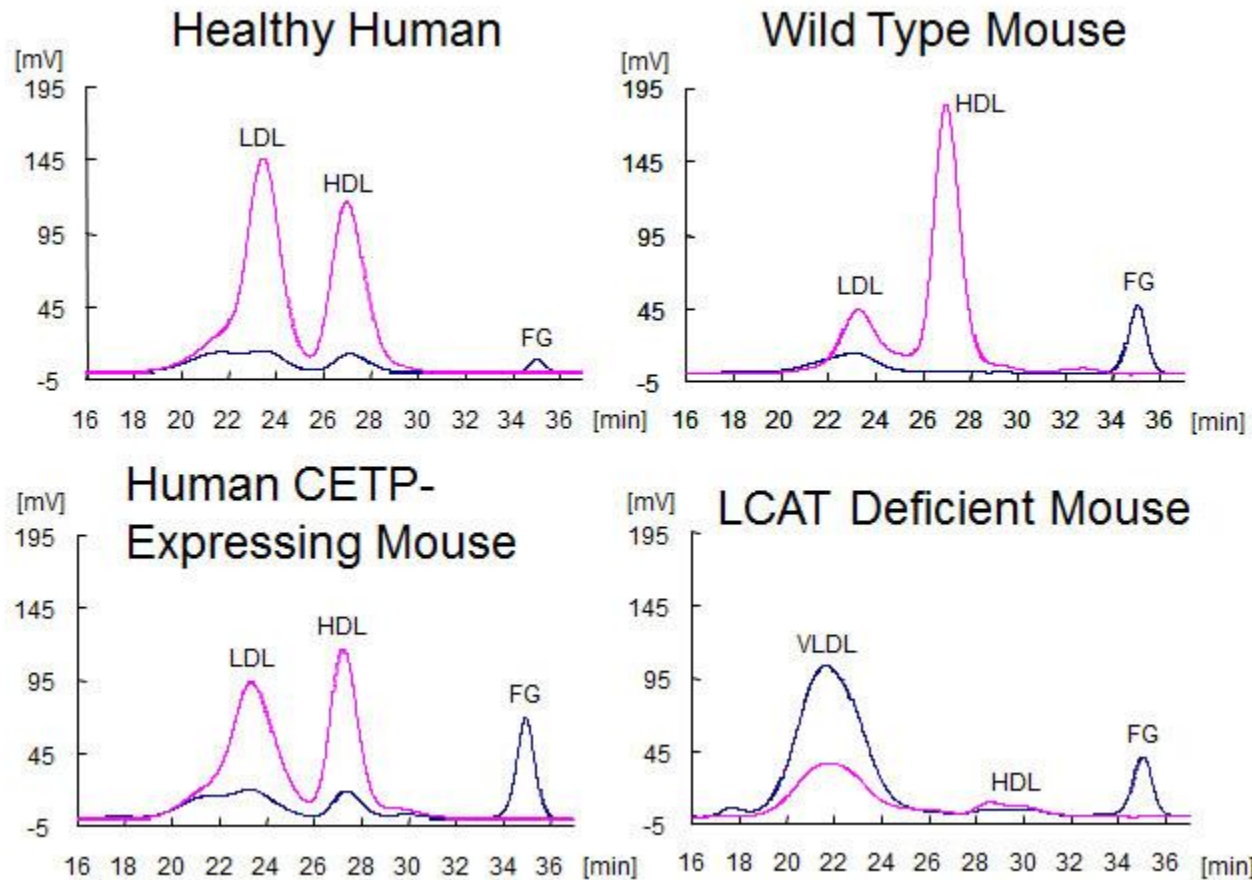 Healthy Human
[mV]
195
145
95
45
-5
LDL
HDL
FG
16 18 20 22 24 26 28 30 32 34 36 [min]
Wild Type Mouse
[mV]
195
145
95
45
-5
HDL
LDL
FG
16 18 20 22 24 26 28 30 32 34 36 [min]
Human CETP-
Expressing Mouse
[mV]
195
145
95
45
-5
HDL
LDL
FG
16 18 20 22 24 26 28 30 32 34 36 [min]
LCAT Deficient Mouse
[mV]
195
145
95
45
-5
VLDL
HDL
FG
16 18 20 22 24 26 28 30 32 34 36 [min]